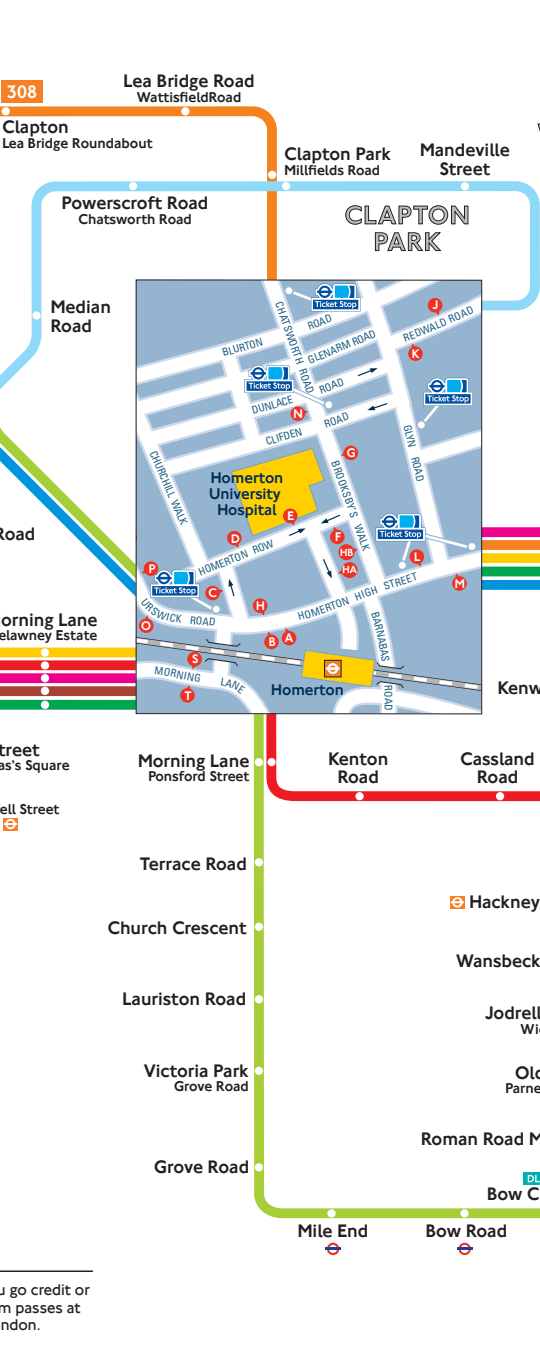 Lea Bridge Road
WattisfieldRoad
308
Clapton
Lea Bridge Roundabout
Clapton Park
Millfields Road
Mandeville
Street
Powerscroft Road
Chatsworth Road
CLAPTON
PARK
Median
Road
Ticket Stop
CHATSWORTH ROAD
J
BLURTON ROAD
REDWALD ROAD
GLENARM ROAD
K
Ticket Stop
DUNLACE ROAD
Ticket Stop
N
CLIFDEN ROAD
GLYN ROAD
G
CHURCHILL WALK
Homerton
University
Hospital
BROOKSBY'S WALK
E
Ticket Stop
D
F
HB
HOMERTON ROW
L
P
HA
Ticket Stop
C
M
HOMERTON HIGH STREET
H
URSWICK ROAD
O
B
A
BARNABAS ROAD
S
MORNING LANE
Homerton
T
Road
orning Lane
elawney Estate
Kenw
treet
as's Square
ell Street
Morning Lane
Ponsford Street
Kenton
Road
Cassland
Road
Terrace Road
Hackney
Church Crescent
Wansbeck
Lauriston Road
Jodrell
Wi
Victoria Park
Grove Road
Old
Parne
Roman Road M
Grove Road
DL
Bow C
Mile End
Bow Road
u go credit or
m passes at
ndon.